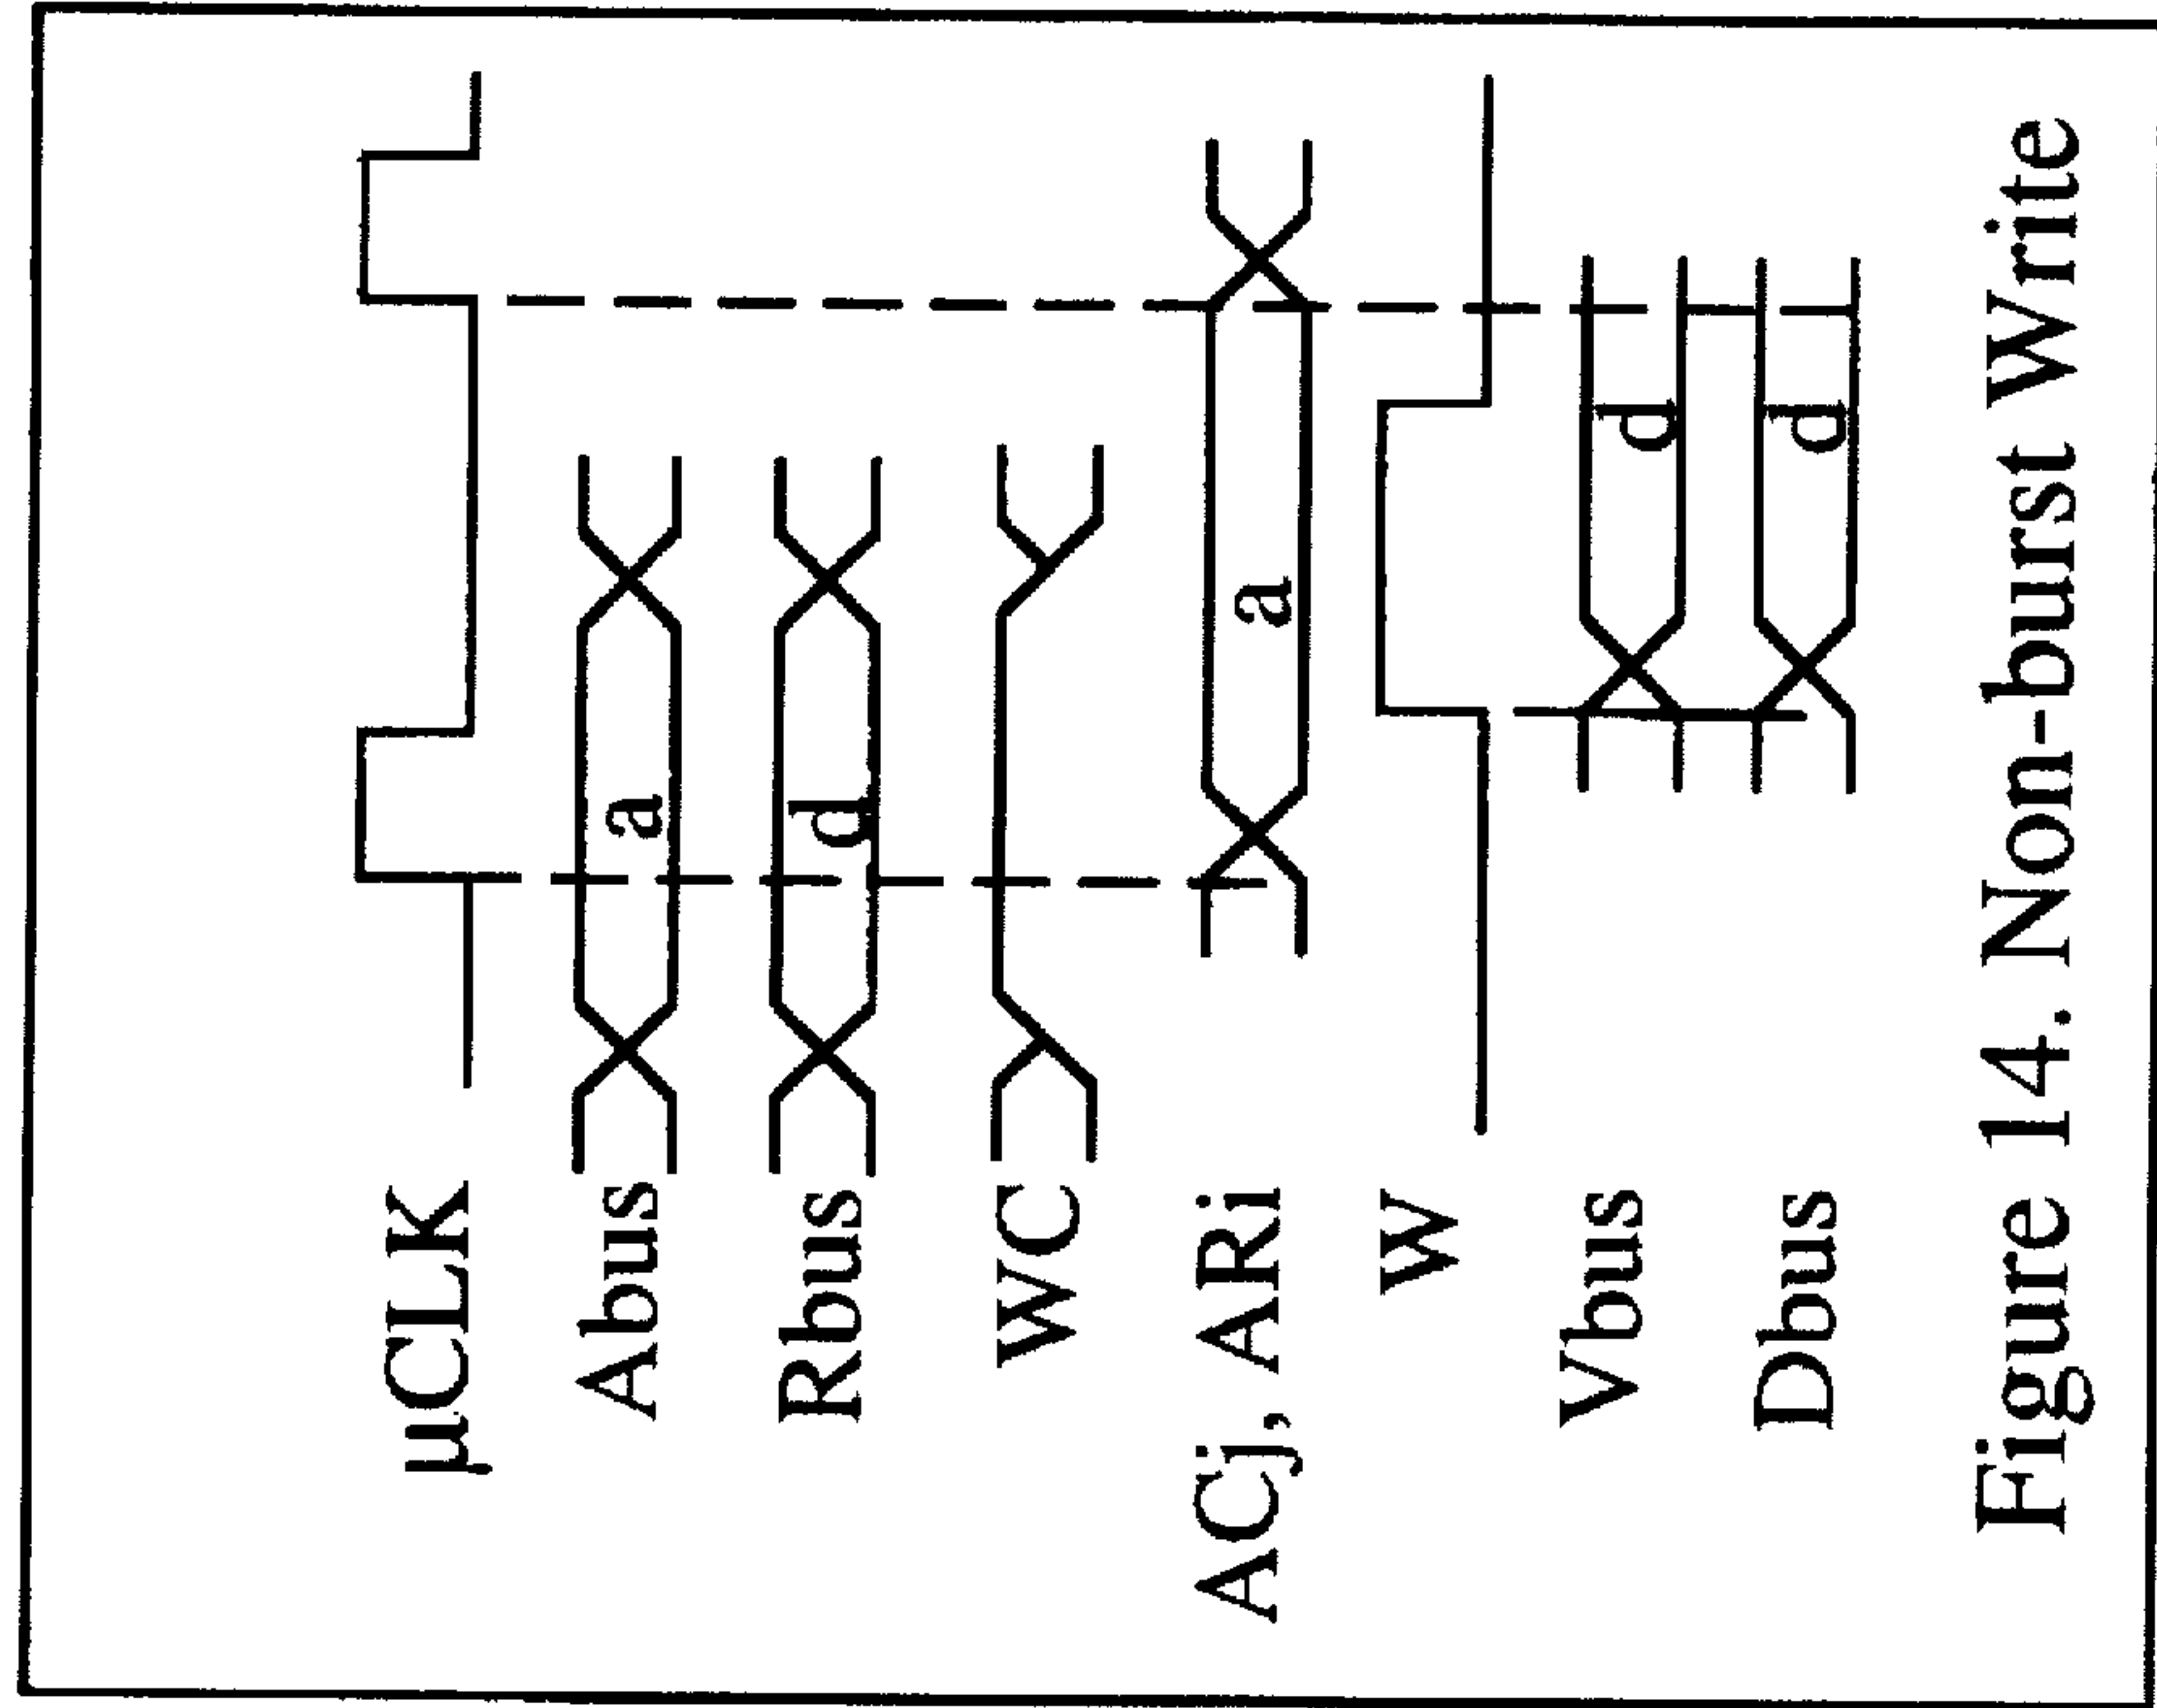 µCLK
Abus a
Rbus d
WC
ACj, ARi a
W
Vbus d
Dbus d
Figure 14. Non-burst Write